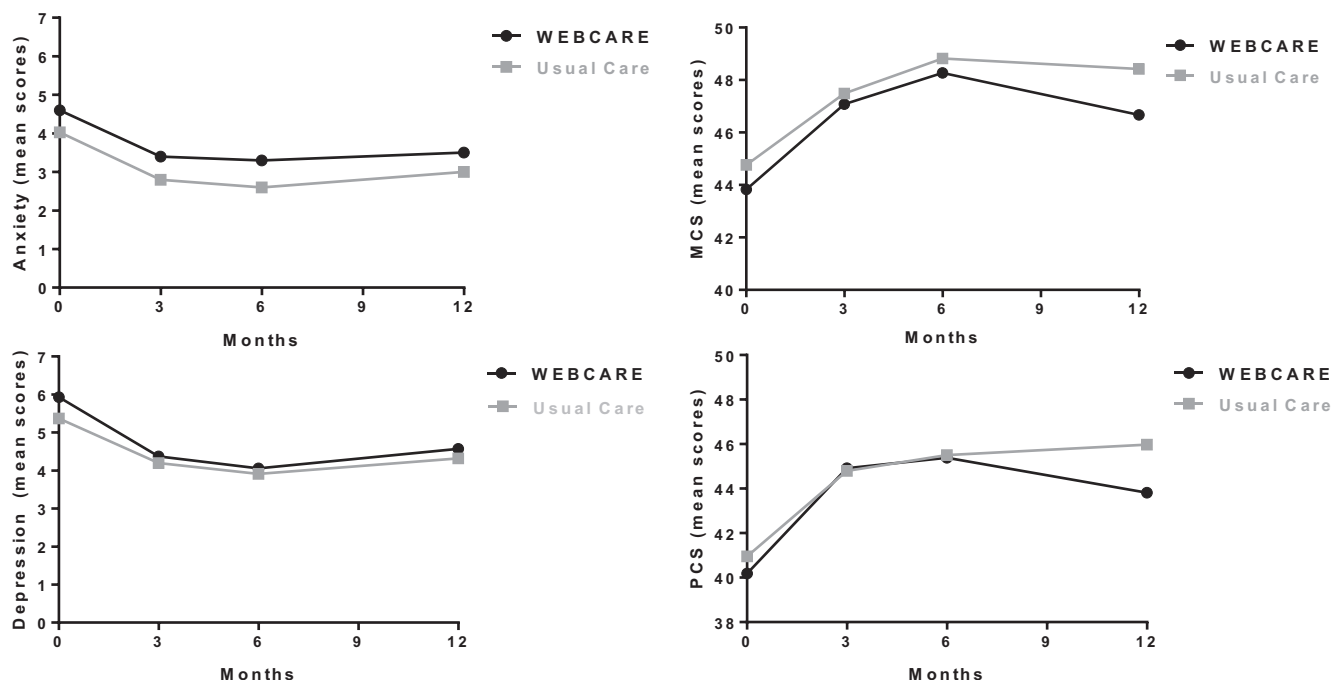 Anxiety (mean scores)
7
6
5
4
3
2
1
0
0 3 6 9 12
Months
WEBCARE
Usual Care
MCS (mean scores)
50
48
46
44
42
40
0 3 6 9 12
Months
WEBCARE
Usual Care
Depression (mean scores)
7
6
5
4
3
2
1
0
0 3 6 9 12
Months
WEBCARE
Usual Care
PCS (mean scores)
50
48
46
44
42
40
38
0 3 6 9 12
Months
WEBCARE
Usual Care